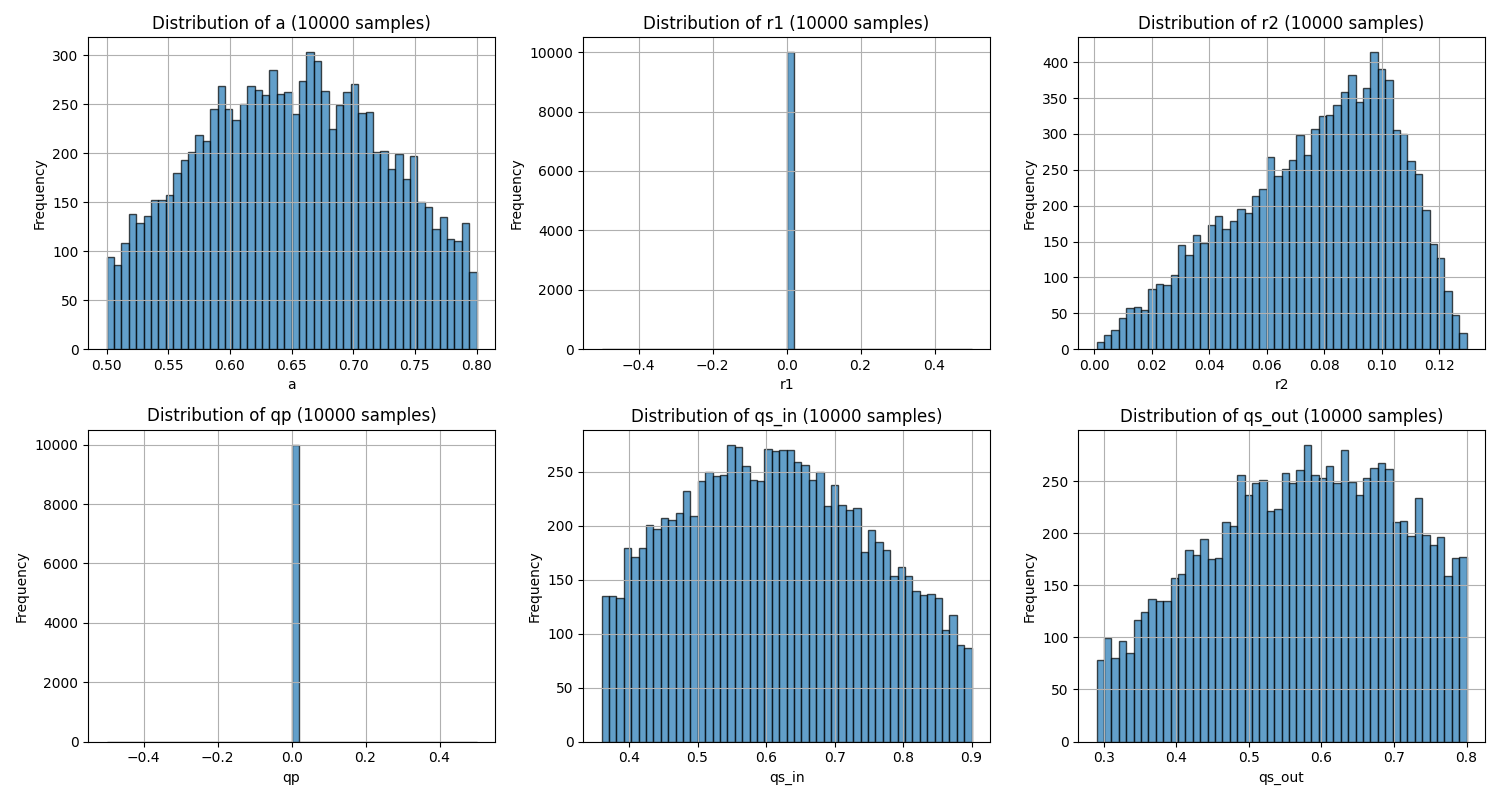 Distribution of a (10000 samples)
300
250
200
150
100
50
0
Frequency
0.50 0.55 0.60 0.65 0.70 0.75 0.80
a
Distribution of r1 (10000 samples)
10000
8000
6000
4000
2000
0
Frequency
−0.4 −0.2 0.0 0.2 0.4
r1
Distribution of r2 (10000 samples)
400
350
300
250
200
150
100
50
0
Frequency
0.00 0.02 0.04 0.06 0.08 0.10 0.12
r2
Distribution of qp (10000 samples)
10000
8000
6000
4000
2000
0
Frequency
−0.4 −0.2 0.0 0.2 0.4
qp
Distribution of qs_in (10000 samples)
250
200
150
100
50
0
Frequency
0.4 0.5 0.6 0.7 0.8 0.9
qs_in
Distribution of qs_out (10000 samples)
250
200
150
100
50
0
Frequency
0.3 0.4 0.5 0.6 0.7 0.8
qs_out